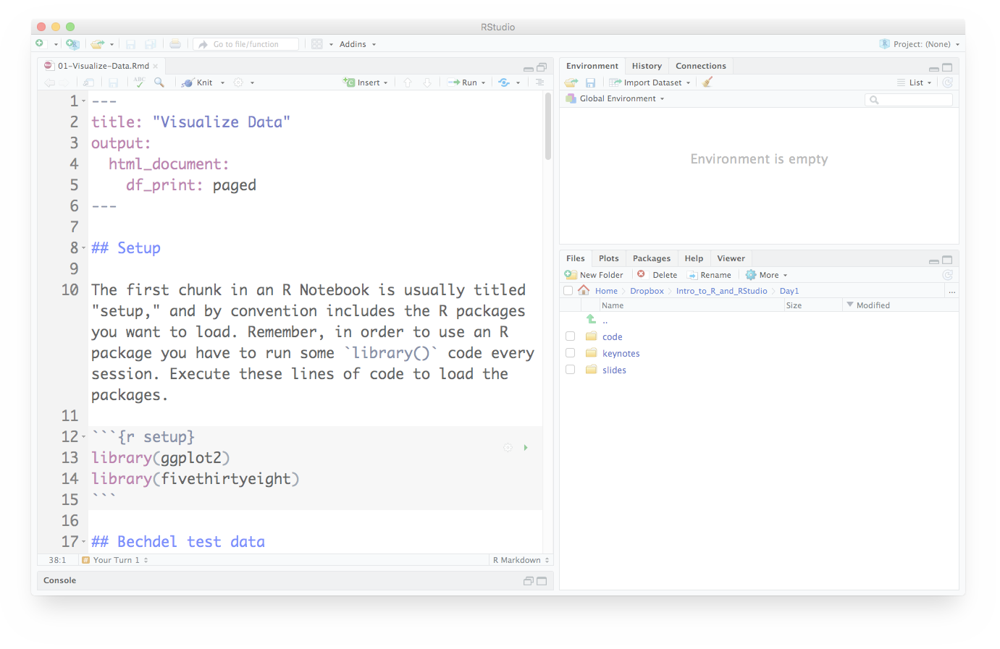 RStudio
Go to file/function
Addins
Project: (None)
01-Visualize-Data.Rmd
ABC
Knit
Insert
Run
1 ---
2 title: "Visualize Data"
3 output:
4 html_document:
5 df_print: paged
6 ---
7
8 ## Setup
9
10 The first chunk in an R Notebook is usually titled
"setup," and by convention includes the R packages
you want to load. Remember, in order to use an R
package you have to run some `library()` code every
session. Execute these lines of code to load the
packages.
11
12 ```{r setup}
13 library(ggplot2)
14 library(fivethirtyeight)
15 ```
16
17 ## Bechdel test data
38:1 # Your Turn 1 R Markdown
Console
Environment History Connections
Import Dataset List
Global Environment
Environment is empty
Files Plots Packages Help Viewer
New Folder Delete Rename More
Home Dropbox Intro_to_R_and_RStudio Day1 ...
Name Size Modified
..
code
keynotes
slides